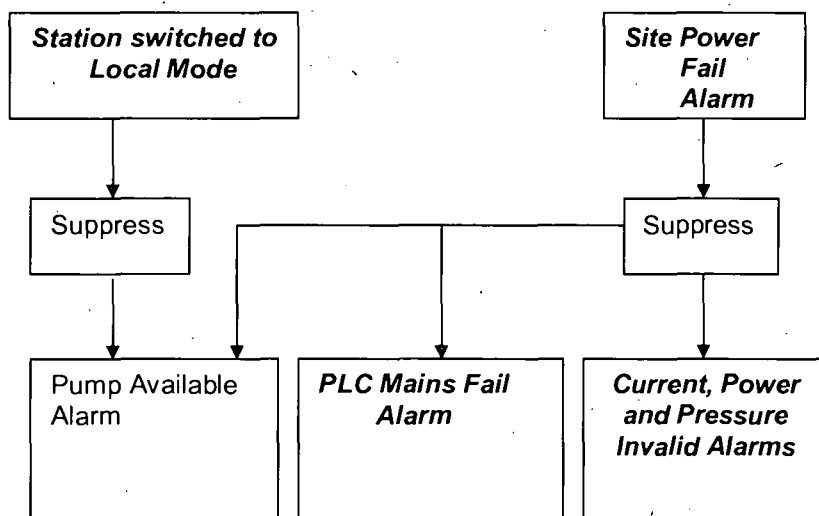 Station switched to
Local Mode
Site Power
Fail
Alarm
Suppress
Suppress
Pump Available
Alarm
PLC Mains Fail
Alarm
Current, Power
and Pressure
Invalid Alarms